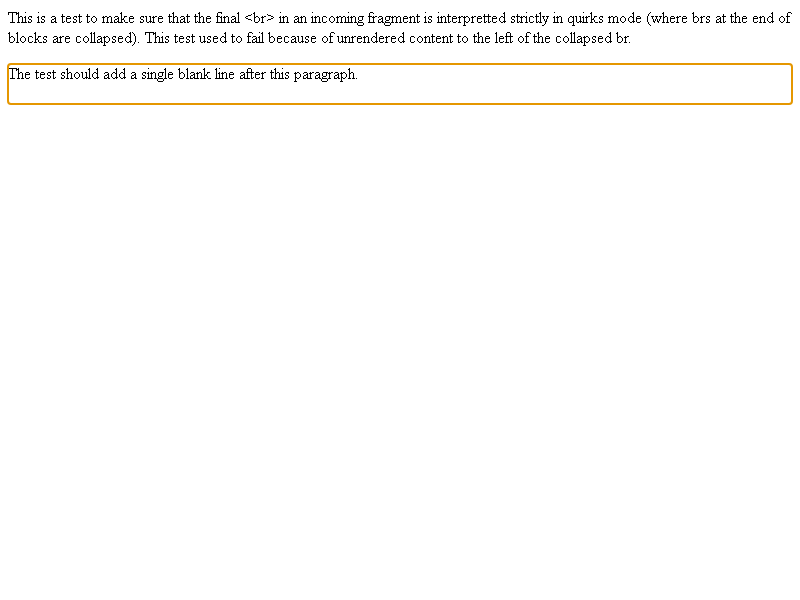 This is a test to make sure that the final <br> in an incoming fragment is interpretted strictly in quirks mode (where brs at the end of
blocks are collapsed). This test used to fail because of unrendered content to the left of the collapsed br.
The test should add a single blank line after this paragraph.